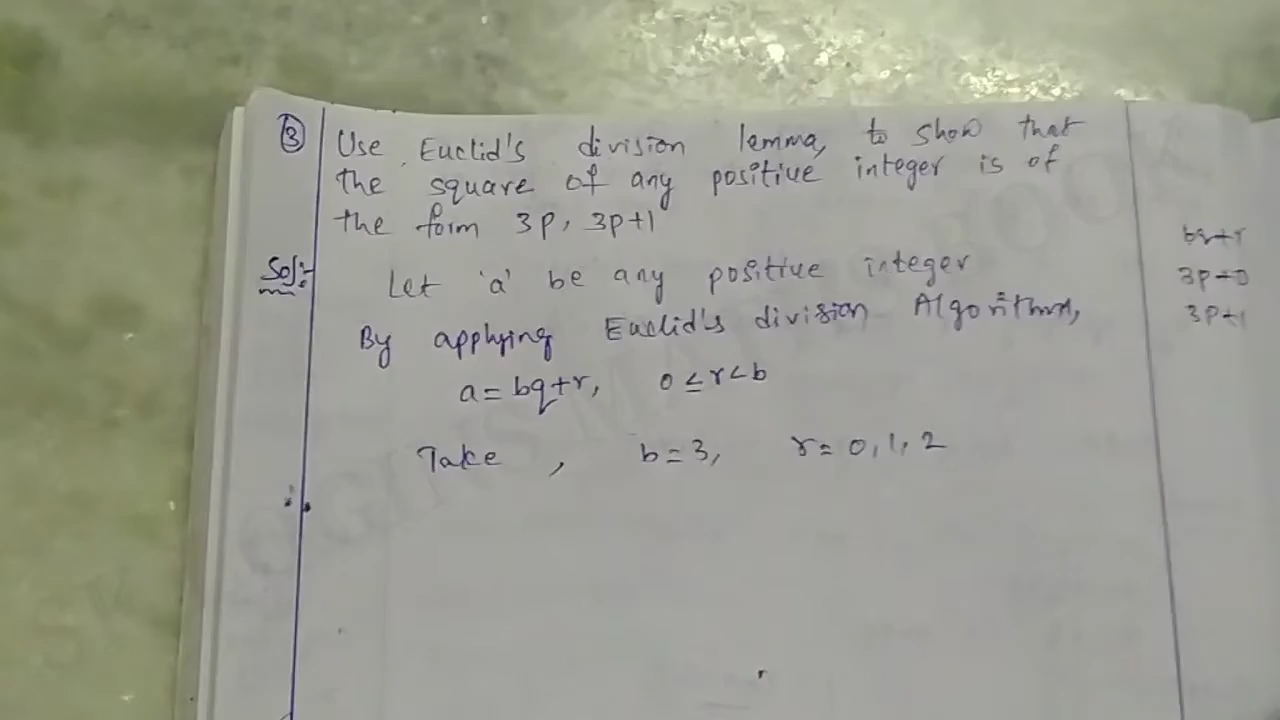 3 Use Euclid's division lemma, to show that
the square of any positive integer is of
the form 3p, 3p+1
Sol:- Let 'a' be any positive integer
By applying Euclid's division Algorithm,
a = bq+r, 0 ≤ r < b
Take , b = 3, r = 0, 1, 2
bq+r
3p+0
3p+1